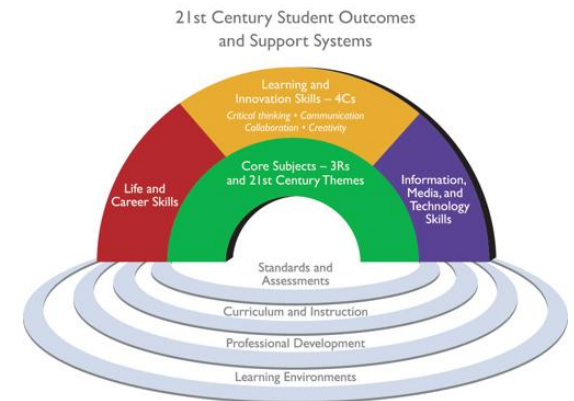 21st Century Student Outcomes
and Support Systems
Learning and
Innovation Skills – 4Cs
Critical thinking • Communication
Collaboration • Creativity
Core Subjects – 3Rs
and 21st Century Themes
Life and
Career Skills
Information,
Media, and
Technology
Skills
Standards and
Assessments
Curriculum and Instruction
Professional Development
Learning Environments